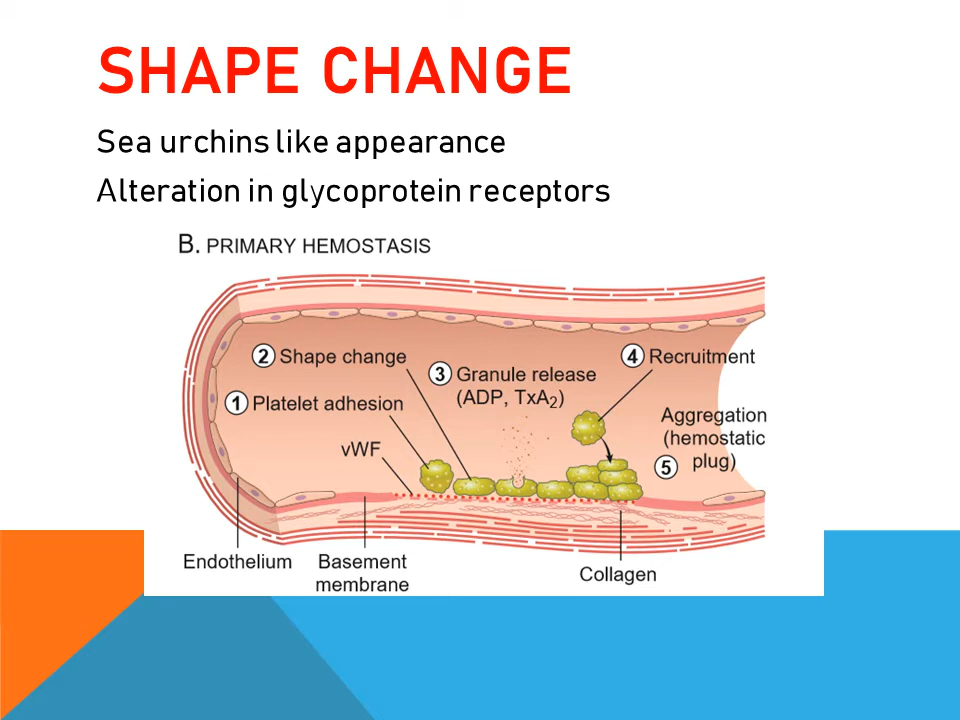 SHAPE CHANGE
Sea urchins like appearance
Alteration in glycoprotein receptors
B. PRIMARY HEMOSTASIS
2 Shape change
3 Granule release
(ADP, TxA2)
4 Recruitment
1 Platelet adhesion
Aggregation
(hemostatic
5 plug)
vWF
Endothelium
Basement
membrane
Collagen